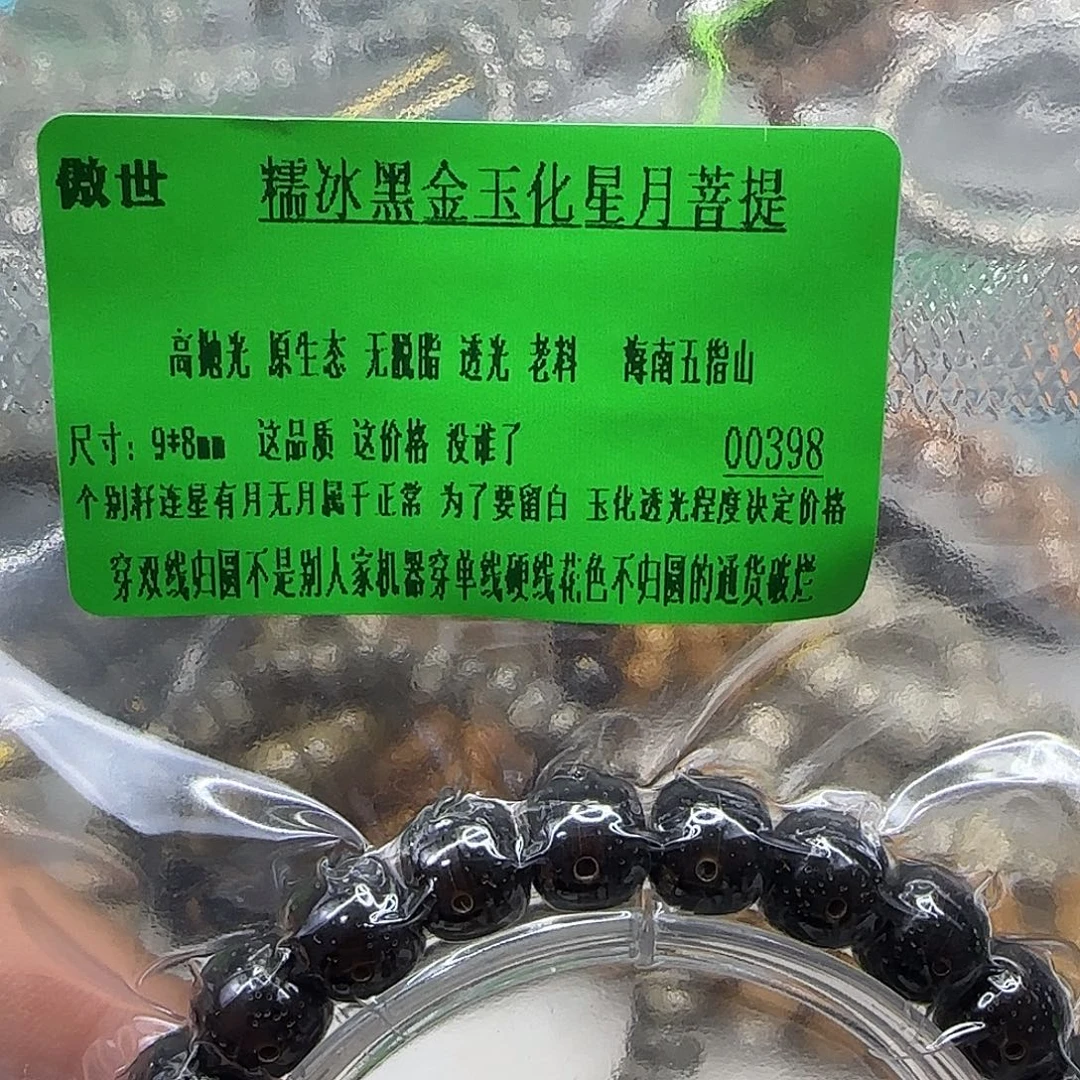 傲世 糯冰黑金玉化星月菩提
高抛光 原生态 无脱脂 透光 老料 海南五指山
尺寸：9*8mm 这品质 这价格 没谁了 00398
个别轩连星有月无月属于正常 为了要留白 玉化透光程度决定价格
穿双线归圆不是别人家机器穿单线硬线花色不归圆的通货破烂